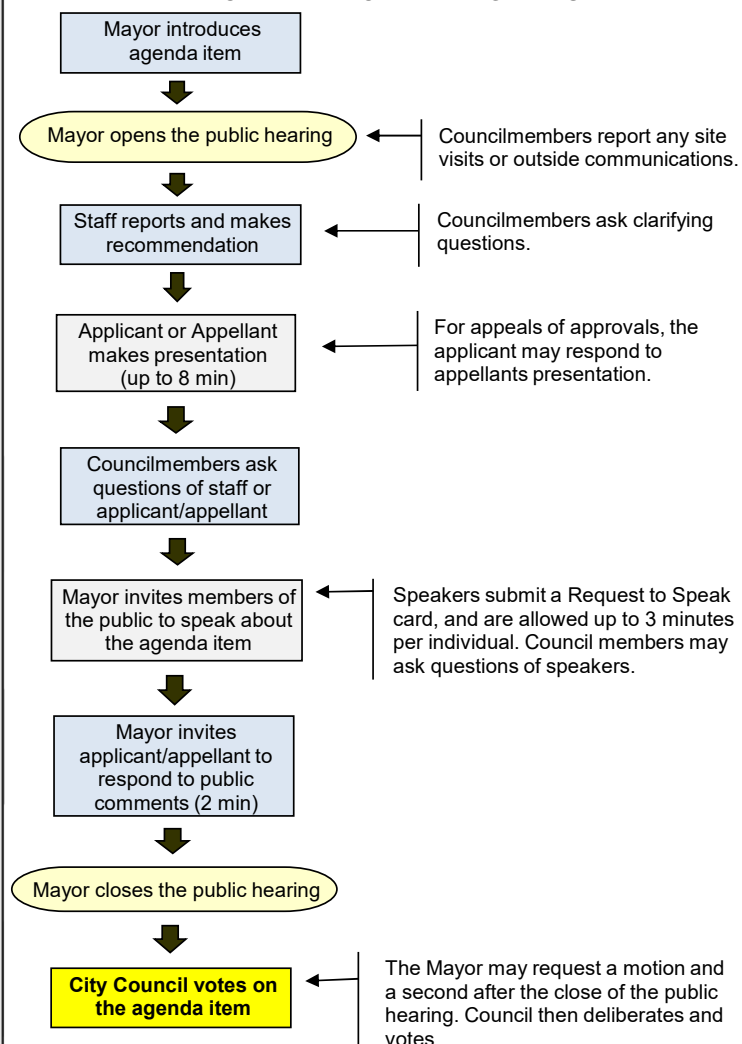 Mayor introduces
agenda item
Mayor opens the public hearing
Councilmembers report any site
visits or outside communications.
Staff reports and makes
recommendation
Councilmembers ask clarifying
questions.
Applicant or Appellant
makes presentation
(up to 8 min)
For appeals of approvals, the
applicant may respond to
appellants presentation.
Councilmembers ask
questions of staff or
applicant/appellant
Mayor invites members of
the public to speak about
the agenda item
Speakers submit a Request to Speak
card, and are allowed up to 3 minutes
per individual. Council members may
ask questions of speakers.
Mayor invites
applicant/appellant to
respond to public
comments (2 min)
Mayor closes the public hearing
City Council votes on
the agenda item
The Mayor may request a motion and
a second after the close of the public
hearing. Council then deliberates and
votes